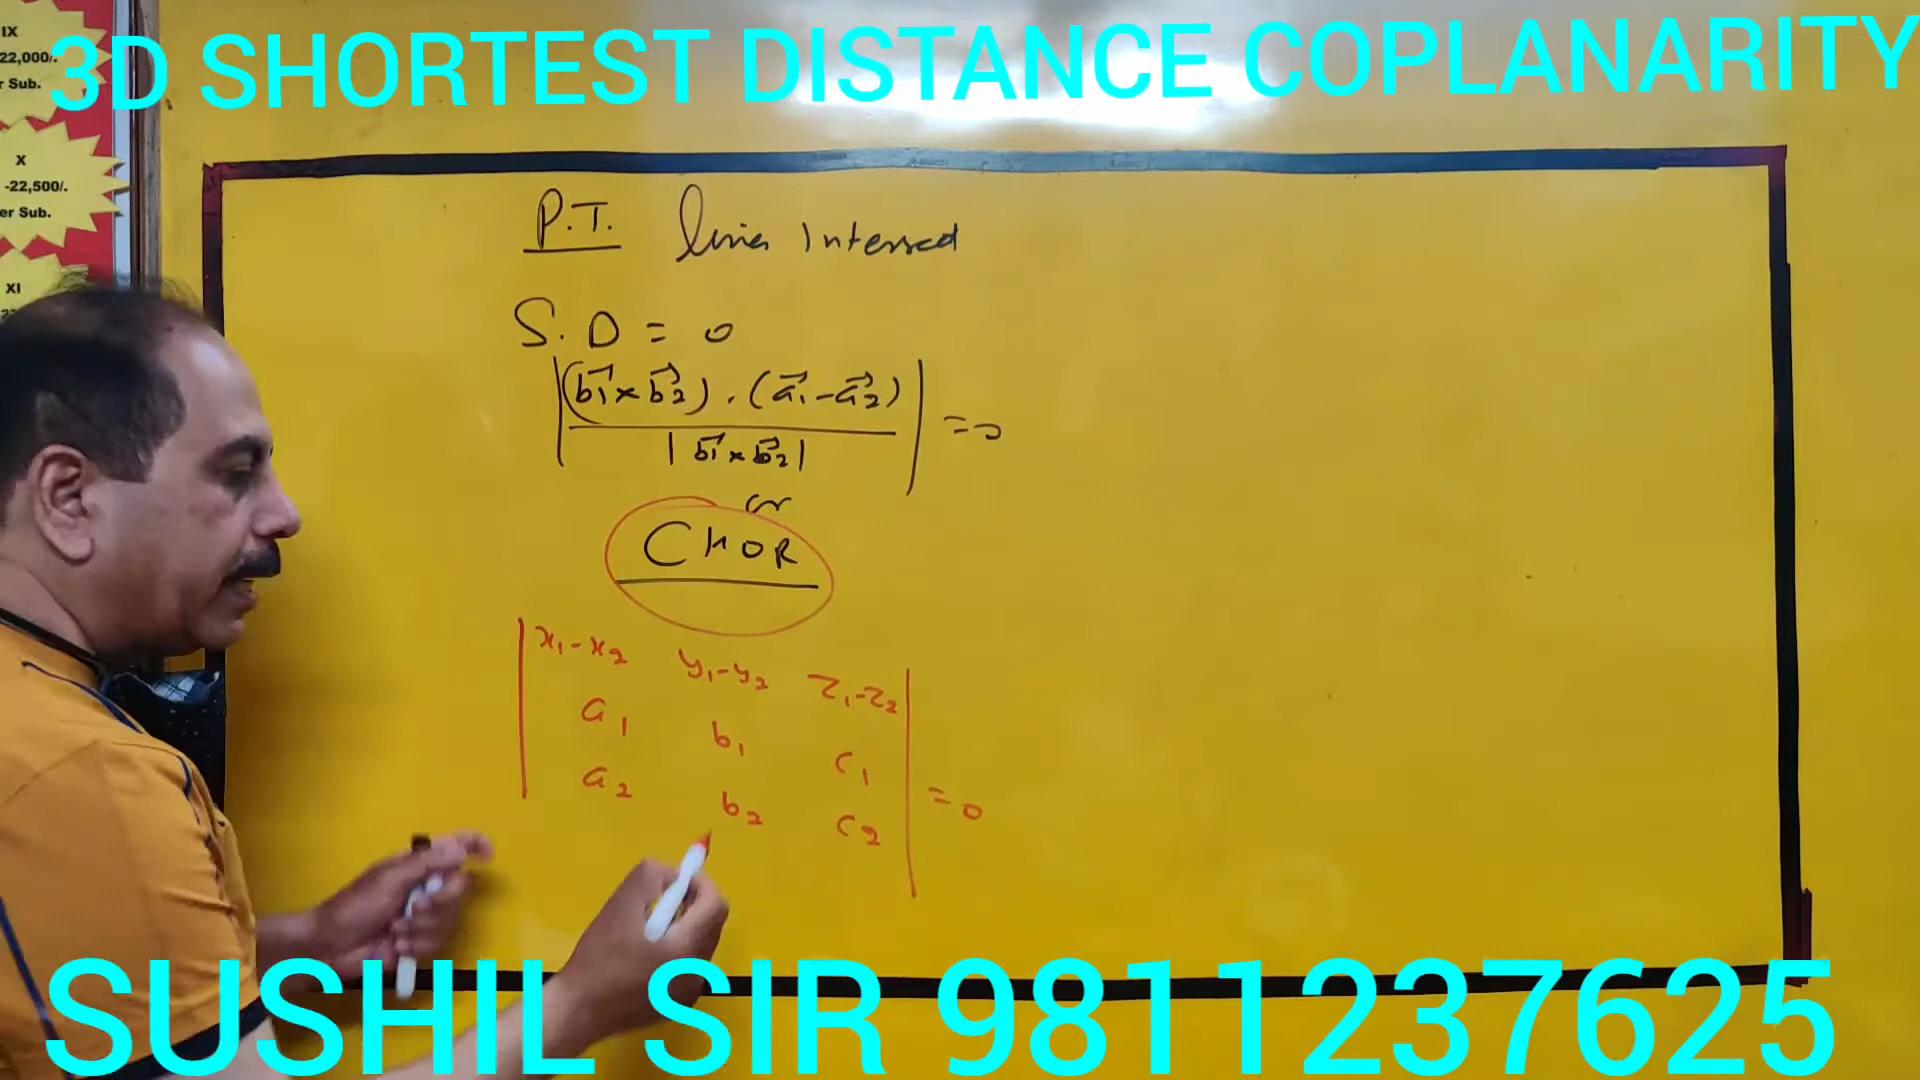 3D SHORTEST DISTANCE COPLANARITY
IX
22,000/.
r Sub.
X
-22,500/.
er Sub.
XI
P.T. lines Intersect
S.D = 0
|(b₁⃗ × b₂⃗) . (a₁⃗ - a₂⃗) / |b₁⃗ × b₂⃗|| = 0
or
CHOR
| x₁-x₂ y₁-y₂ z₁-z₂ |
| a₁ b₁ c₁ |
| a₂ b₂ c₂ | = 0
SUSHIL SIR 9811237625